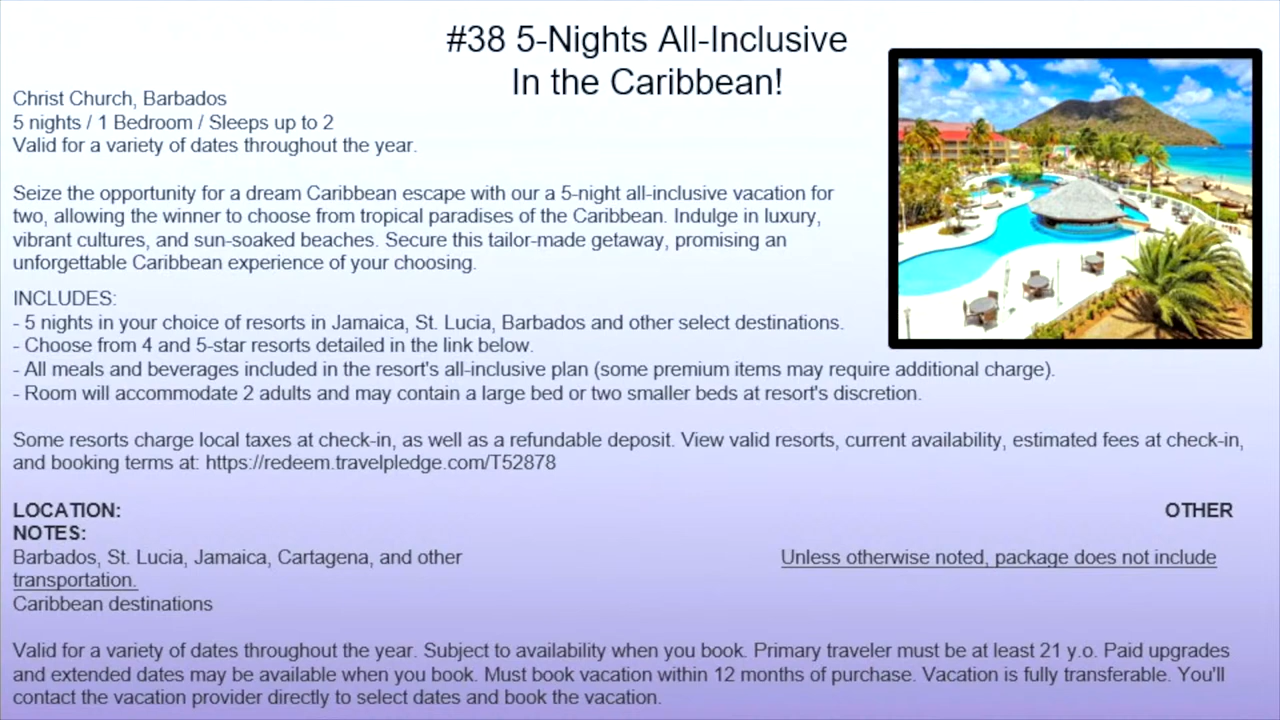 #38 5-Nights All-Inclusive
In the Caribbean!
Christ Church, Barbados
5 nights / 1 Bedroom / Sleeps up to 2
Valid for a variety of dates throughout the year.
Seize the opportunity for a dream Caribbean escape with our a 5-night all-inclusive vacation for
two, allowing the winner to choose from tropical paradises of the Caribbean. Indulge in luxury,
vibrant cultures, and sun-soaked beaches. Secure this tailor-made getaway, promising an
unforgettable Caribbean experience of your choosing.
INCLUDES:
- 5 nights in your choice of resorts in Jamaica, St. Lucia, Barbados and other select destinations.
- Choose from 4 and 5-star resorts detailed in the link below.
- All meals and beverages included in the resort's all-inclusive plan (some premium items may require additional charge).
- Room will accommodate 2 adults and may contain a large bed or two smaller beds at resort's discretion.
Some resorts charge local taxes at check-in, as well as a refundable deposit. View valid resorts, current availability, estimated fees at check-in,
and booking terms at: https://redeem.travelpledge.com/T52878
LOCATION: OTHER
NOTES:
Barbados, St. Lucia, Jamaica, Cartagena, and other Unless otherwise noted, package does not include
transportation.
Caribbean destinations
Valid for a variety of dates throughout the year. Subject to availability when you book. Primary traveler must be at least 21 y.o. Paid upgrades
and extended dates may be available when you book. Must book vacation within 12 months of purchase. Vacation is fully transferable. You'll
contact the vacation provider directly to select dates and book the vacation.